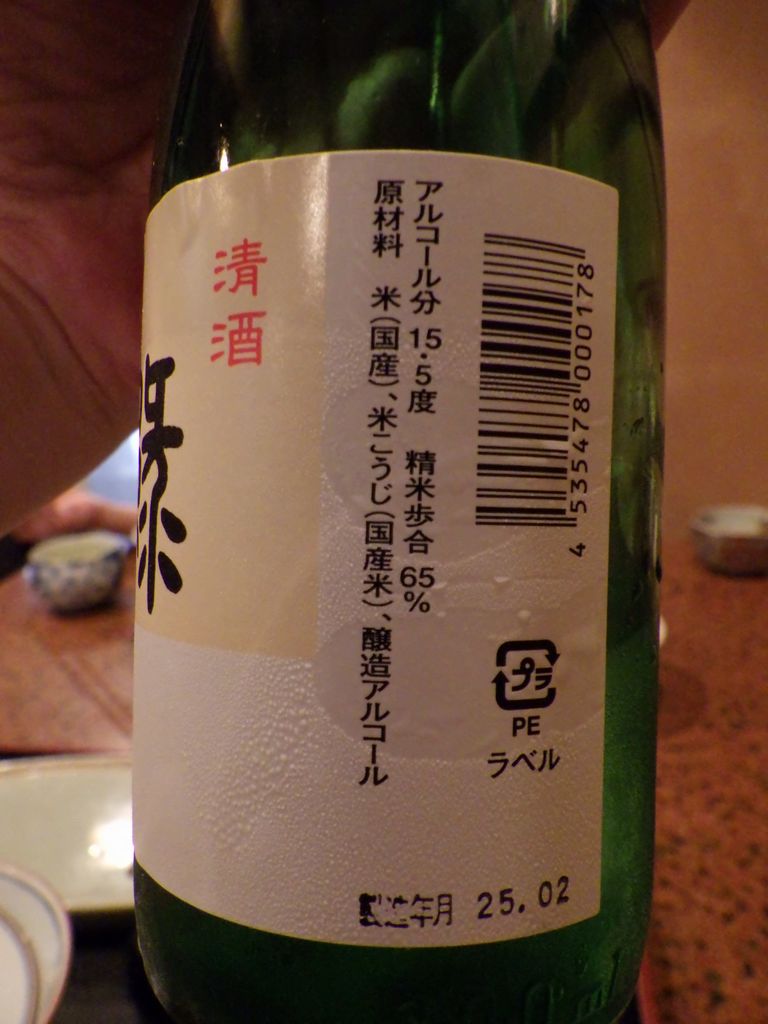 アルコール分 15.5度 精米歩合 65%
原材料 米(国産)、米こうじ(国産米)、醸造アルコール
清酒
4 535478 000178
プラ
PE
ラベル
製造年月 25.02